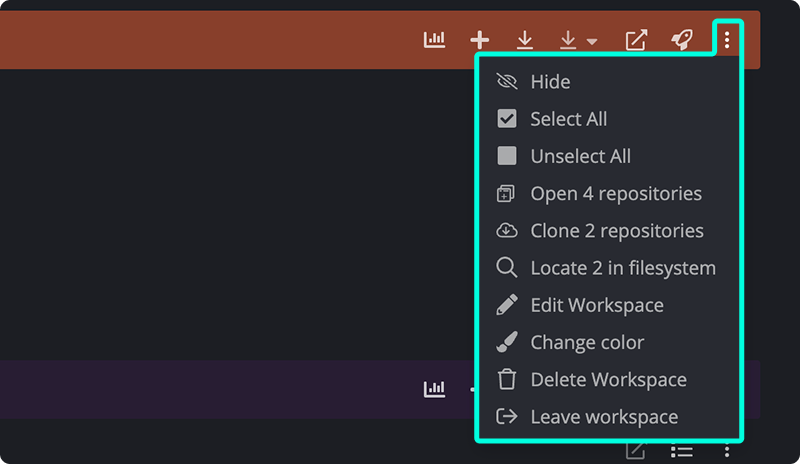 Hide
Select All
Unselect All
Open 4 repositories
Clone 2 repositories
Locate 2 in filesystem
Edit Workspace
Change color
Delete Workspace
Leave workspace